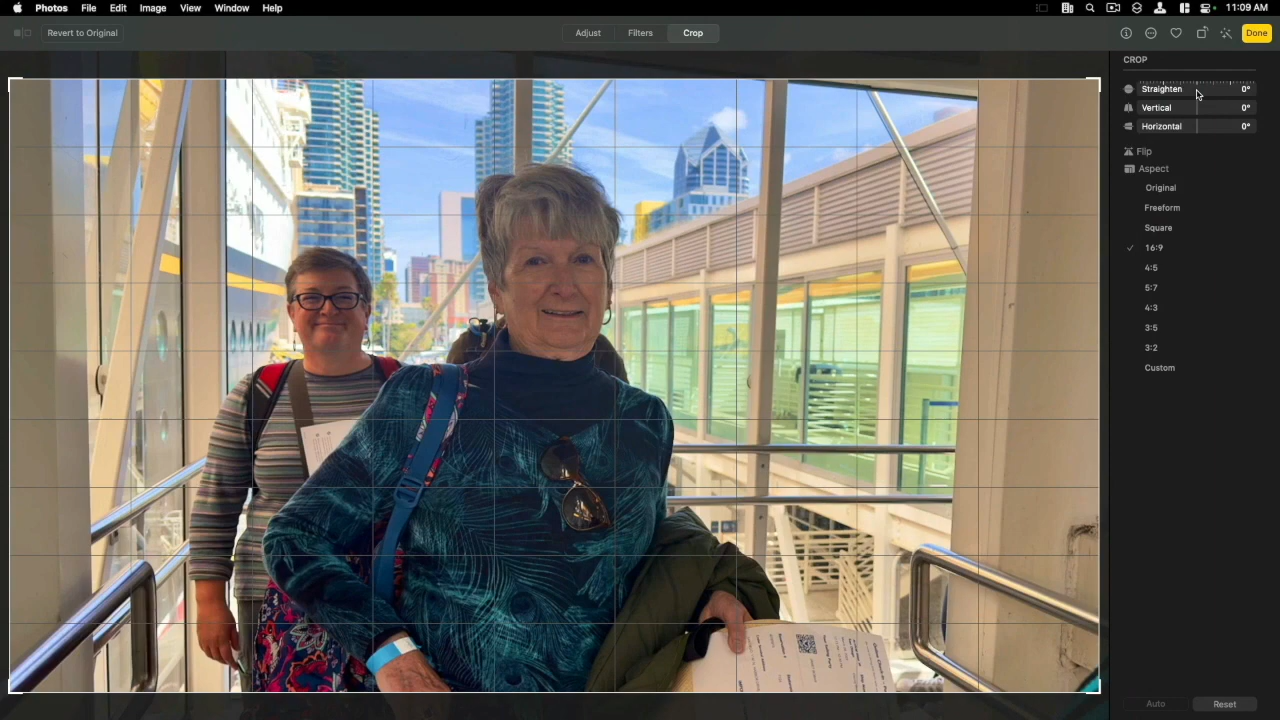 Photos File Edit Image View Window Help 11:09 AM
Revert to Original Adjust Filters Crop Done
CROP
Straighten 0°
Vertical 0°
Horizontal 0°
Flip
Aspect
Original
Freeform
Square
✓ 16:9
4:5
5:7
4:3
3:5
3:2
Custom
Auto Reset